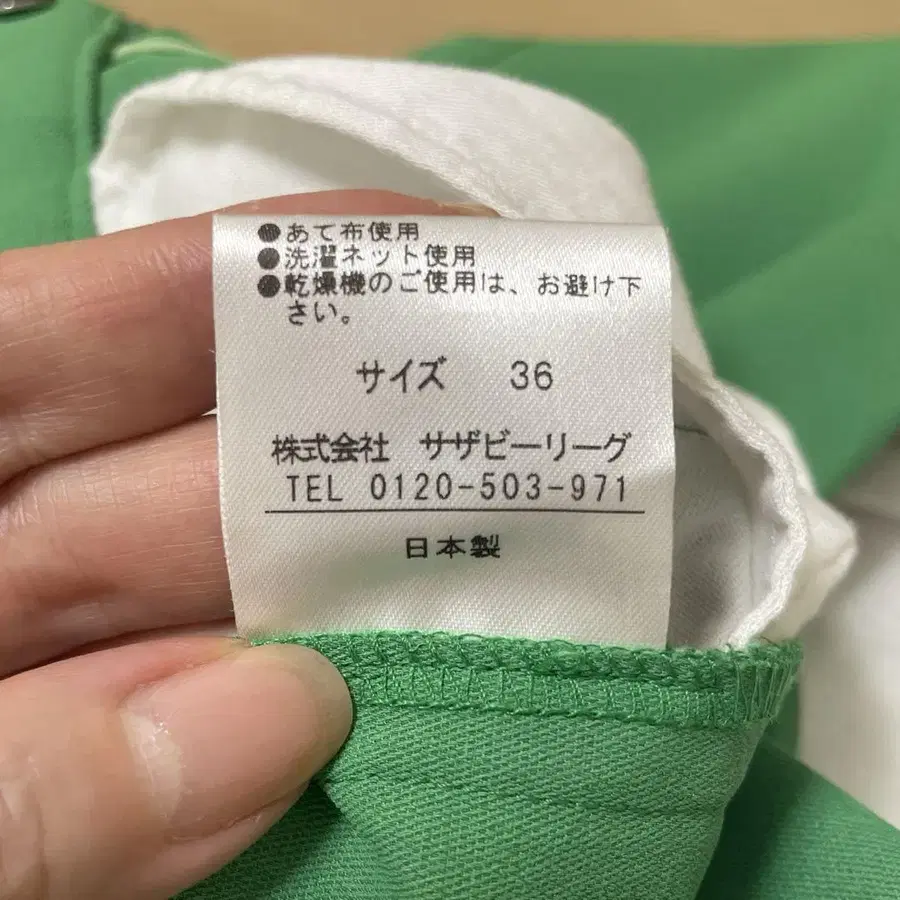 ●あて布使用
●洗濯ネット使用
●乾燥機のご使用は、お避け下
さい。
サイズ 36
株式会社 サザビーリーグ
TEL 0120-503-971
日本製